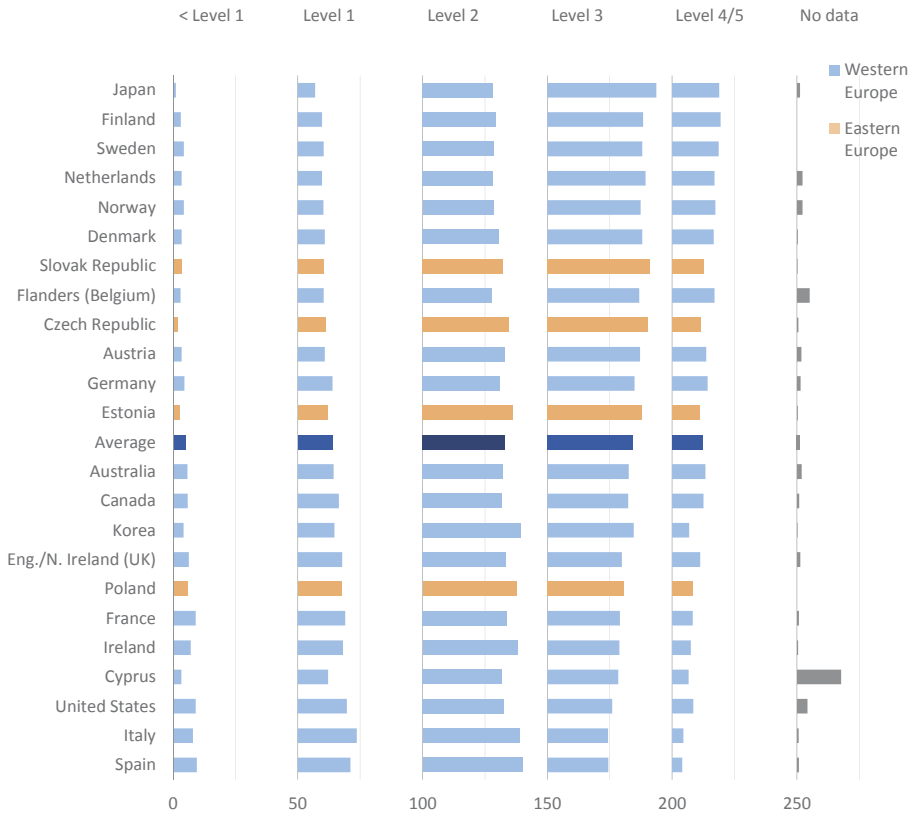 < Level 1 Level 1 Level 2 Level 3 Level 4/5 No data
Western
Europe
Eastern
Europe
Japan
Finland
Sweden
Netherlands
Norway
Denmark
Slovak Republic
Flanders (Belgium)
Czech Republic
Austria
Germany
Estonia
Average
Australia
Canada
Korea
Eng./N. Ireland (UK)
Poland
France
Ireland
Cyprus
United States
Italy
Spain
0 50 100 150 200 250